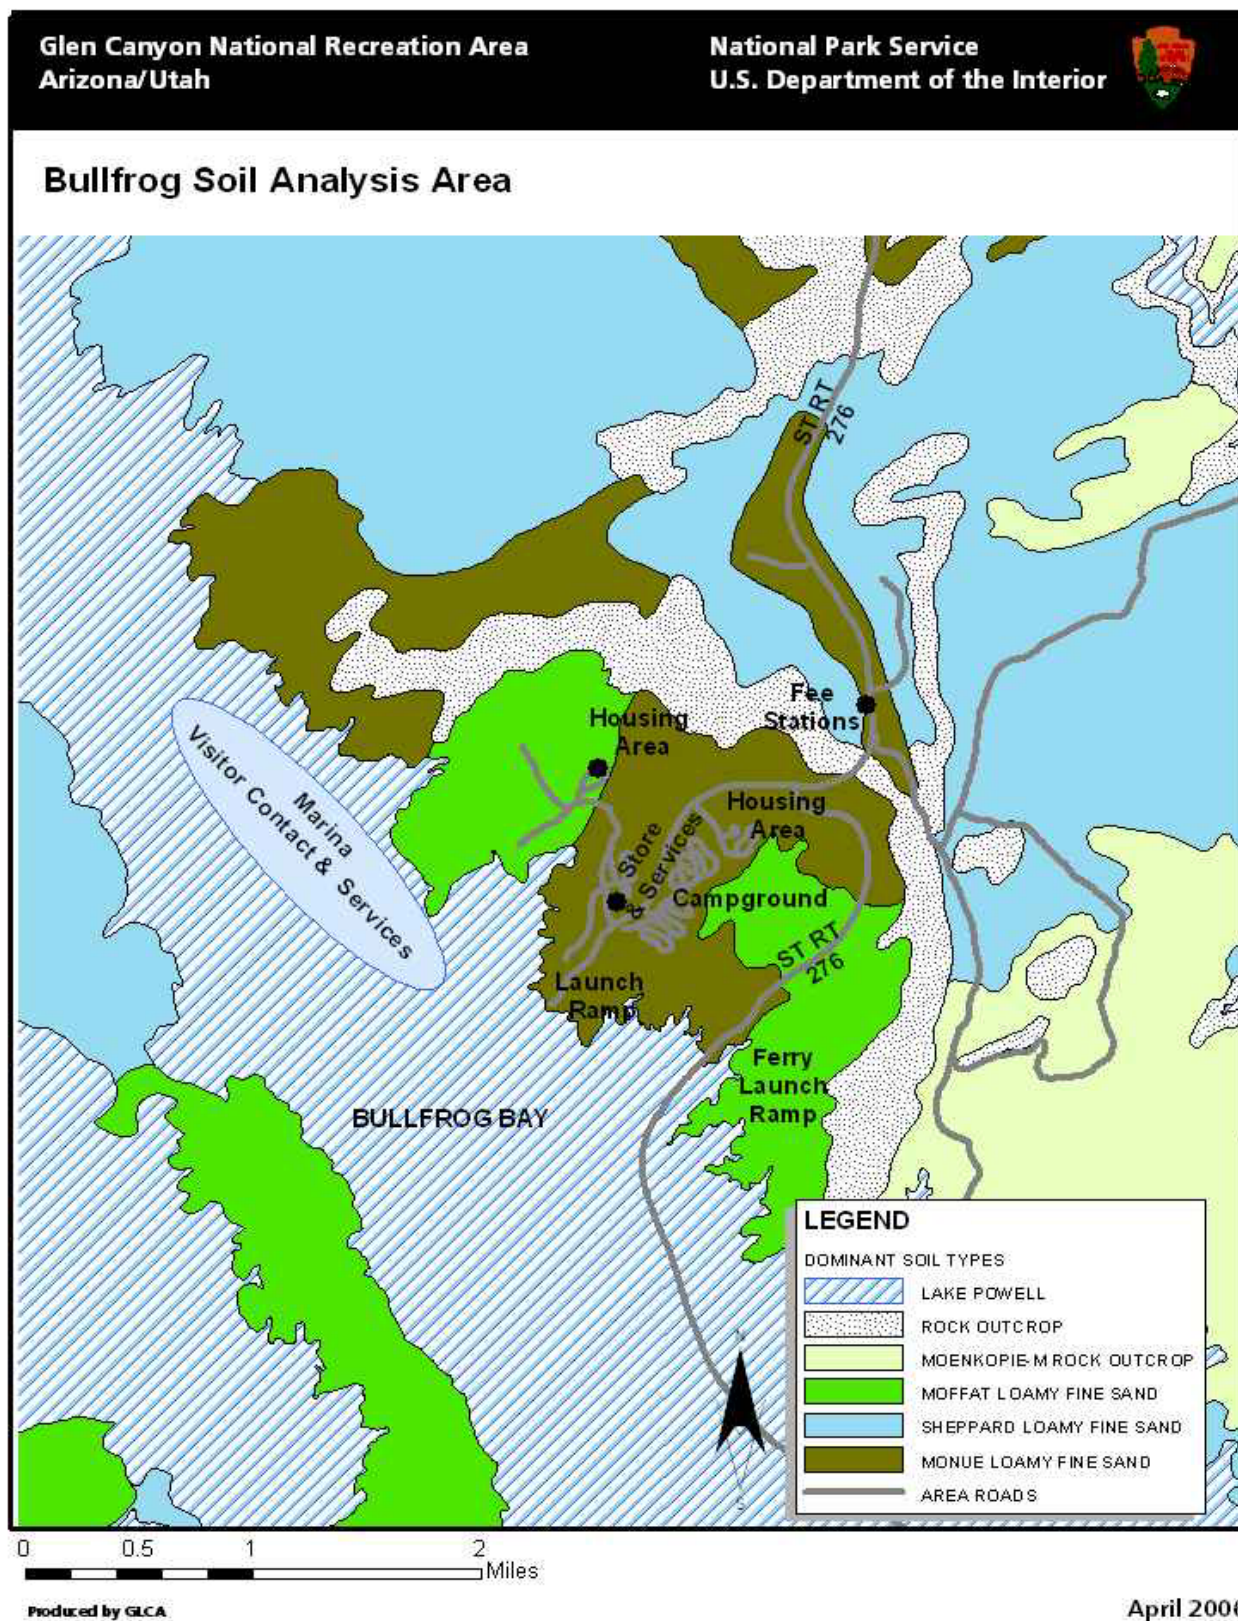 Glen Canyon National Recreation Area
Arizona/Utah
National Park Service
U.S. Department of the Interior
Bullfrog Soil Analysis Area
ST RT
276
Fee
Stations
Housing
Area
Housing
Area
Marina
Visitor Contact & Services
Store
& Services
Campground
ST RT
276
Launch
Ramp
Ferry
Launch
Ramp
BULLFROG BAY
LEGEND
DOMINANT SOIL TYPES
LAKE POWELL
ROCK OUTCROP
MOENKOPIE-M ROCK OUTCROP
MOFFAT LOAMY FINE SAND
SHEPPARD LOAMY FINE SAND
MONUE LOAMY FINE SAND
AREA ROADS
N
S
0 0.5 1 2
Miles
Produced by GLCA
April 2006